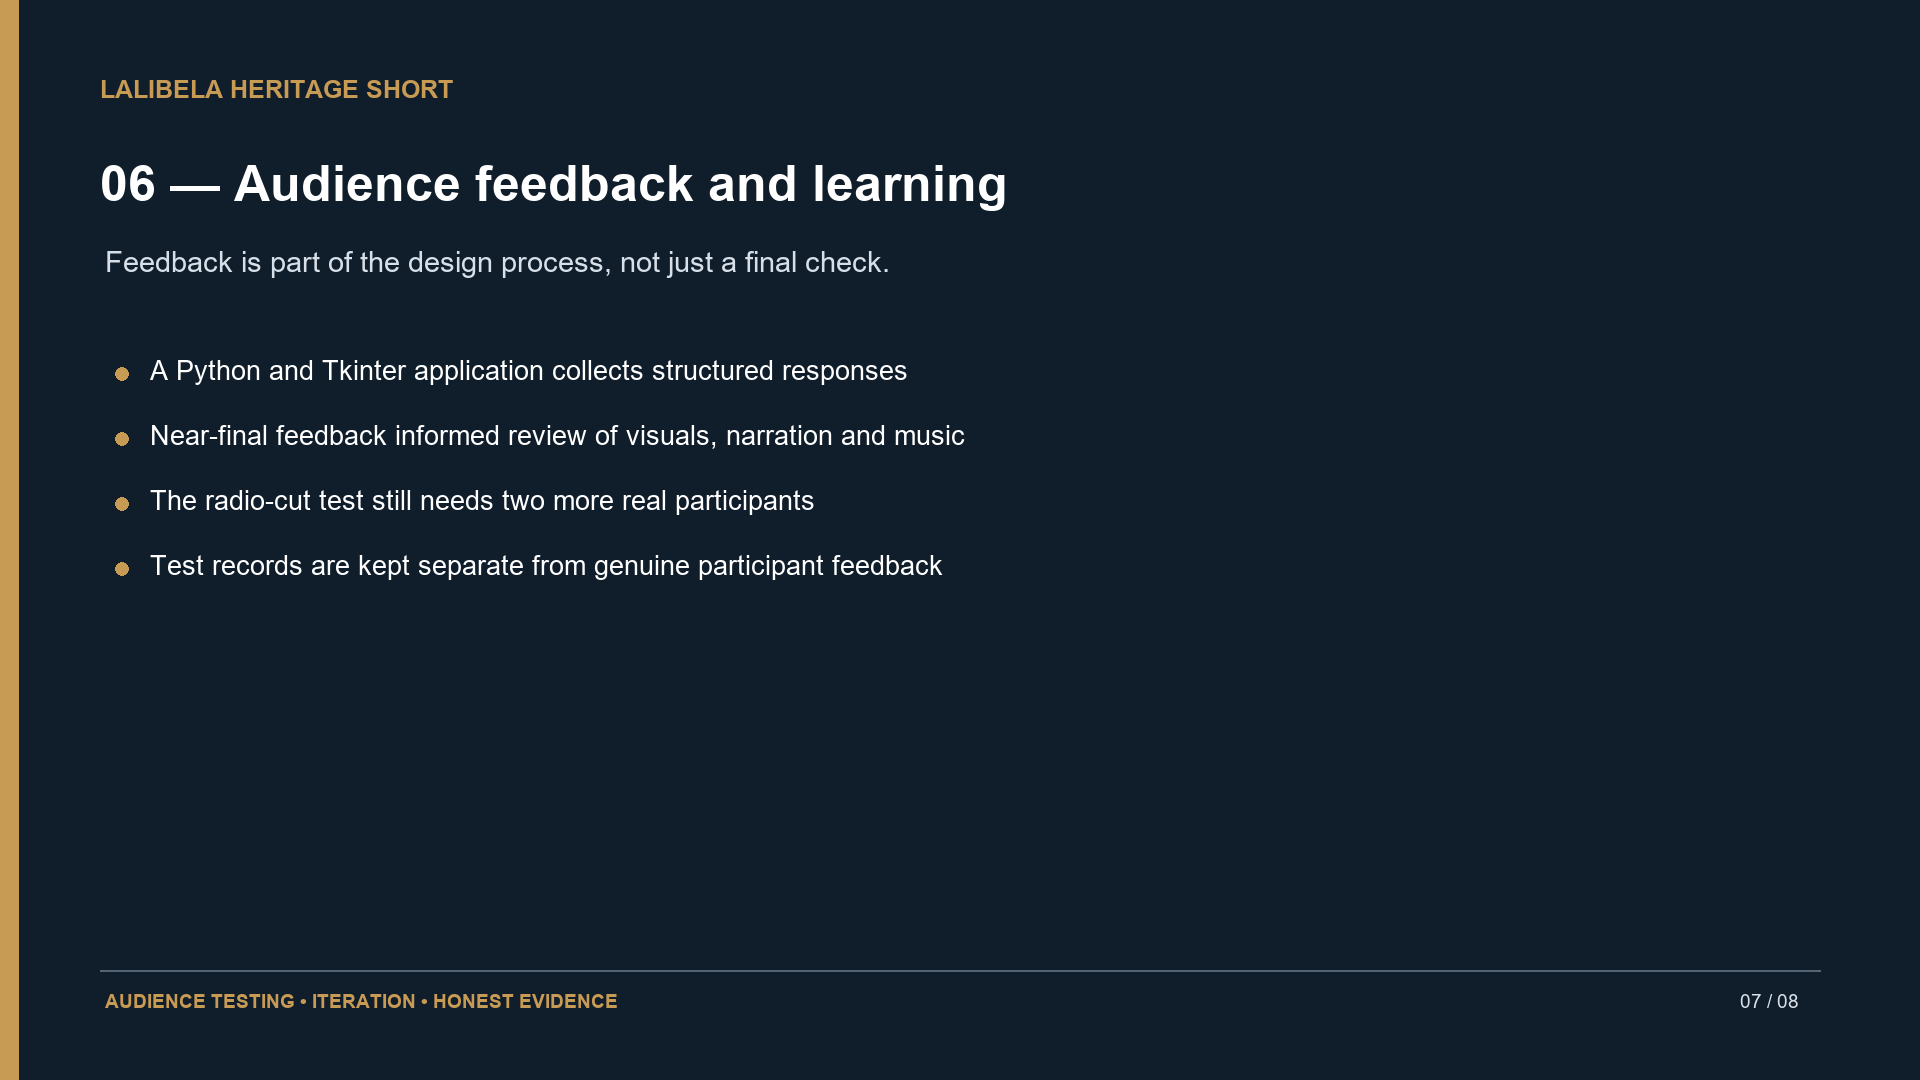 LALIBELA HERITAGE SHORT
06 — Audience feedback and learning
Feedback is part of the design process, not just a final check.
A Python and Tkinter application collects structured responses
Near-final feedback informed review of visuals, narration and music
The radio-cut test still needs two more real participants
Test records are kept separate from genuine participant feedback
AUDIENCE TESTING • ITERATION • HONEST EVIDENCE
07 / 08